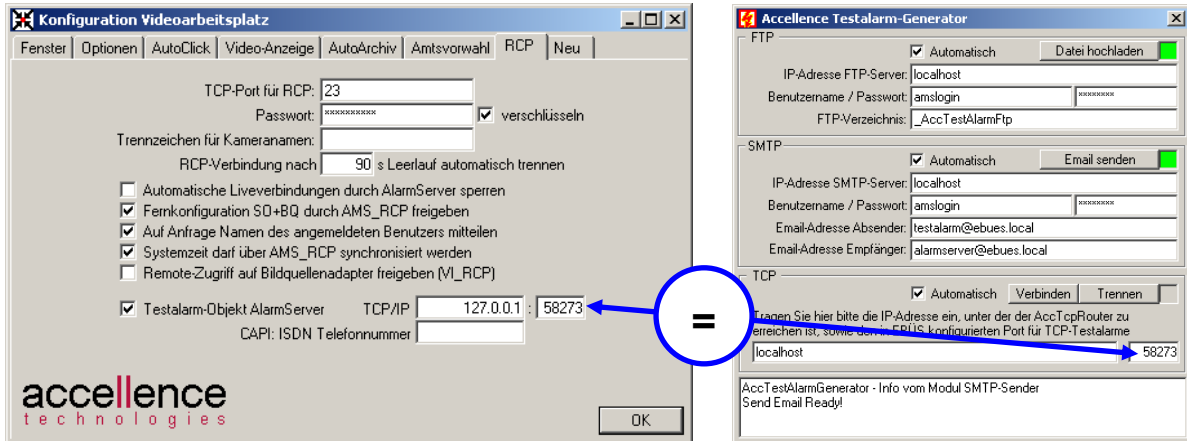 Konfiguration Videoarbeitsplatz
Fenster Optionen AutoClick Video-Anzeige AutoArchiv Amtsvorwahl RCP Neu
TCP-Port für RCP: 23
Passwort: ********** verschlüsseln
Trennzeichen für Kameranamen:
RCP-Verbindung nach 90 s Leerlauf automatisch trennen
Automatische Liveverbindungen durch AlarmServer sperren
Fernkonfiguration SO+BQ durch AMS_RCP freigeben
Auf Anfrage Namen des angemeldeten Benutzers mitteilen
Systemzeit darf über AMS_RCP synchronisiert werden
Remote-Zugriff auf Bildquellenadapter freigeben (VI_RCP)
Testalarm-Objekt AlarmServer TCP/IP 127.0.0.1 : 58273
CAPI: ISDN Telefonnummer
accellence
technologies
OK
=
Accellence Testalarm-Generator
FTP
Automatisch Datei hochladen
IP-Adresse FTP-Server: localhost
Benutzername / Passwort: amslogin ********
FTP-Verzeichnis: _AccTestAlarmFtp
SMTP
Automatisch Email senden
IP-Adresse SMTP-Server: localhost
Benutzername / Passwort: amslogin ********
Email-Adresse Absender: testalarm@ebues.local
Email-Adresse Empfänger: alarmserver@ebues.local
TCP
Automatisch Verbinden Trennen
Tragen Sie hier bitte die IP-Adresse ein, unter der der AccTcpRouter zu
erreichen ist, sowie den in EBÜS konfigurierten Port für TCP-Testalarme
localhost 58273
AccTestAlarmGenerator - Info vom Modul SMTP-Sender
Send Email Ready!